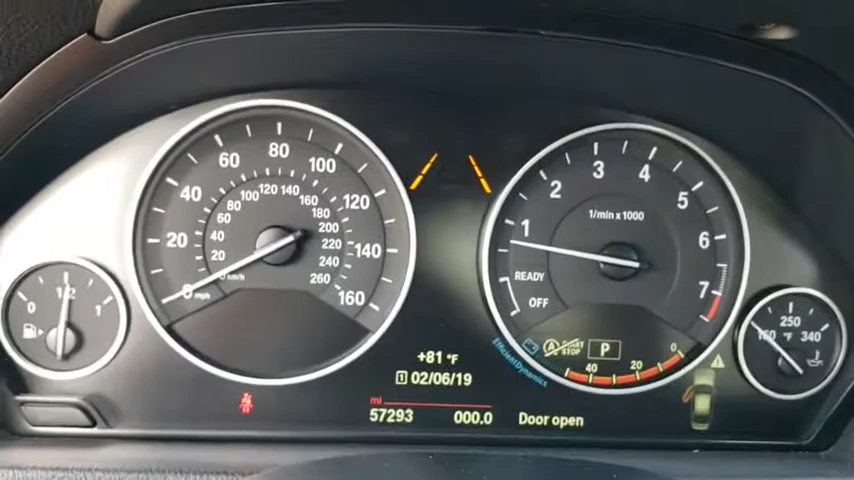 0 1/2 1
0 20 40 60 80 100 120 140 160
mph
20 40 60 80 100 120 140 160 180 200 220 240 260
km/h
1 2 3 4 5 6 7
1/min x 1000
READY
OFF
A START
STOP
P
EfficientDynamics
40 20 0
250
°F 340
+81 °F
1 02/06/19
mi
57293 000.0
Door open